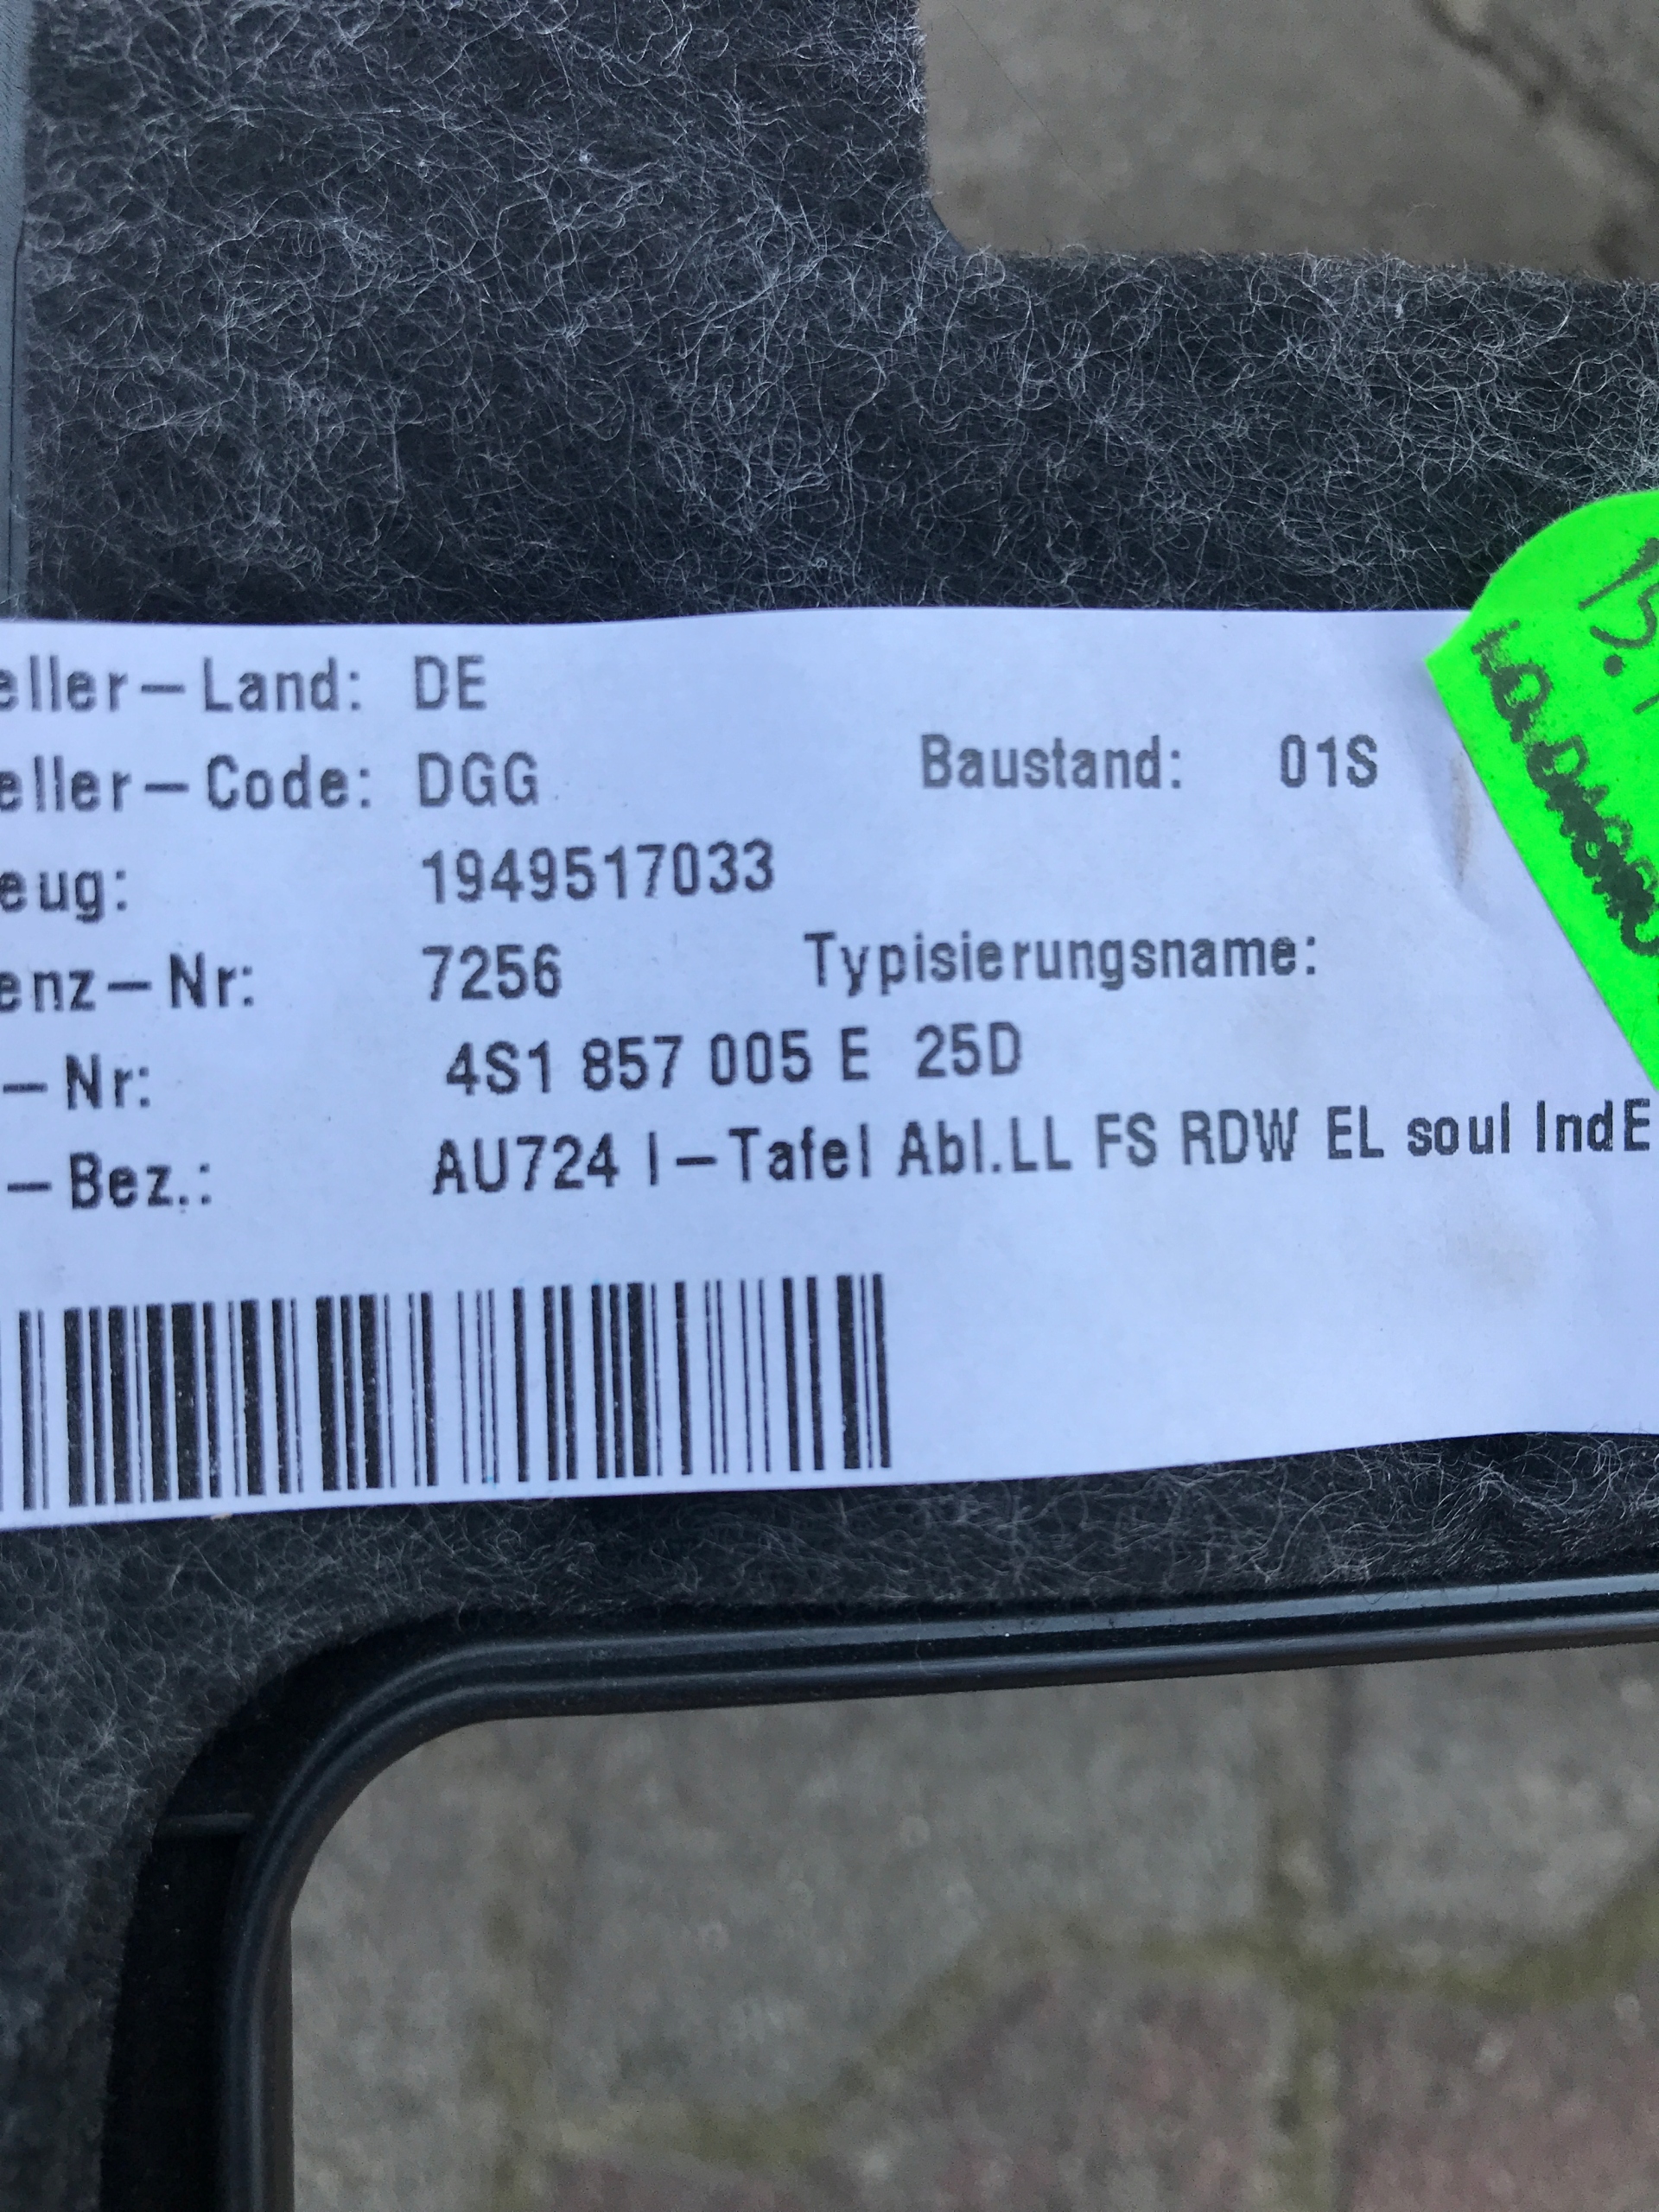 eller-Land: DE
eller-Code: DGG Baustand: 01S
eug: 1949517033
enz-Nr: 7256 Typisierungsname:
-Nr: 4S1 857 005 E 25D
-Bez.: AU724 I-Tafel Abl.LL FS RDW EL soul IndE
15.